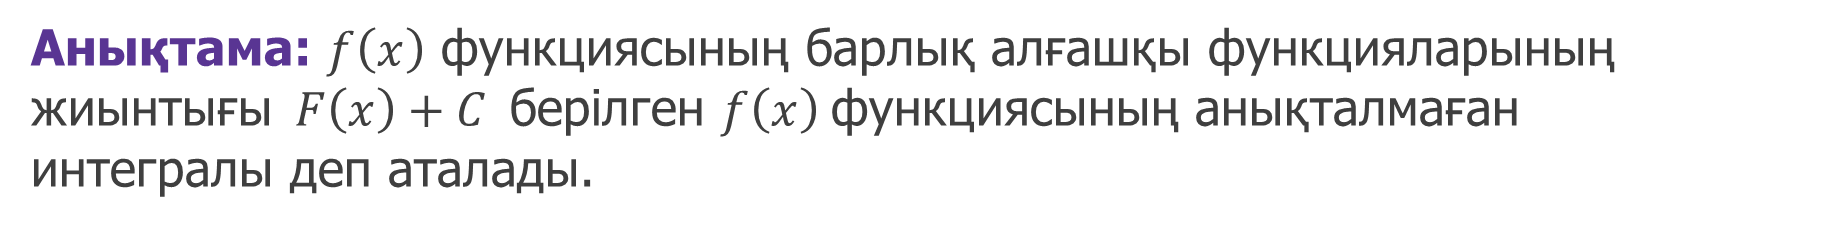 Анықтама: f(x) функциясының барлық алғашқы функцияларының
жиынтығы F(x) + C берілген f(x) функциясының анықталмаған
интегралы деп аталады.